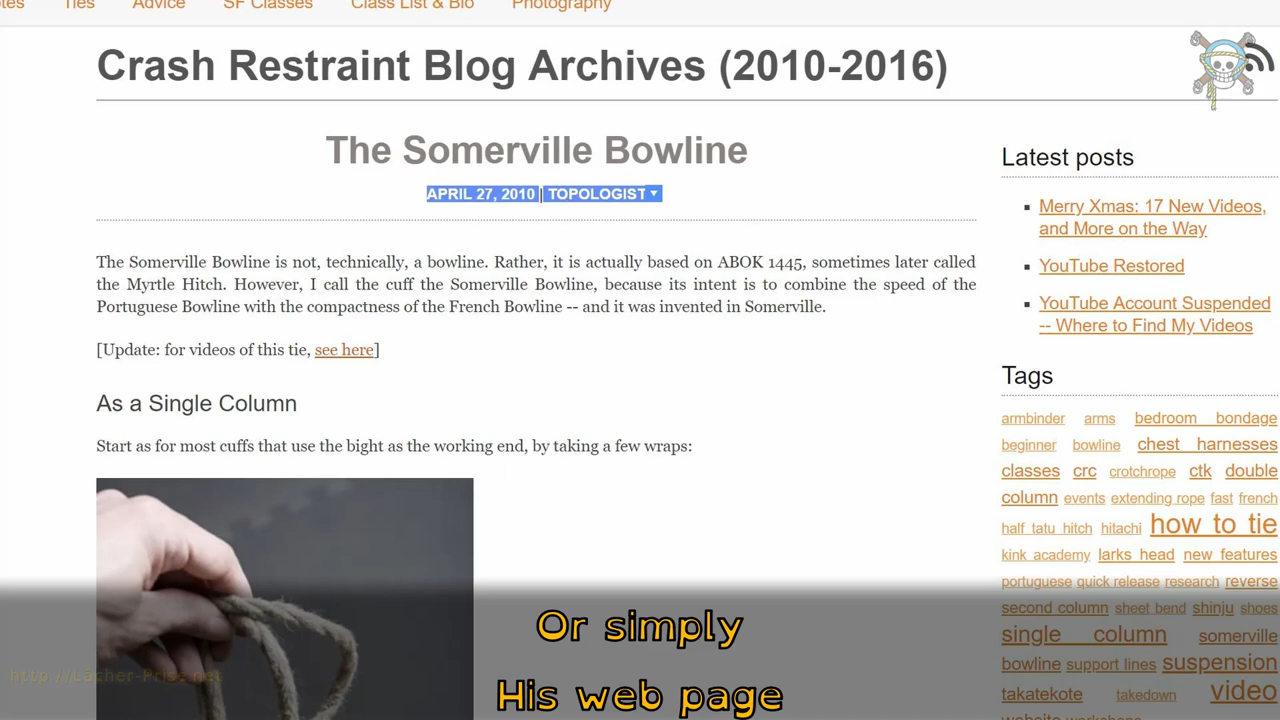 Ties
Advice
SF Classes
Class List & Bio
Photography
Crash Restraint Blog Archives (2010-2016)
The Somerville Bowline
APRIL 27, 2010 | TOPOLOGIST
The Somerville Bowline is not, technically, a bowline. Rather, it is actually based on ABOK 1445, sometimes later called
the Myrtle Hitch. However, I call the cuff the Somerville Bowline, because its intent is to combine the speed of the
Portuguese Bowline with the compactness of the French Bowline -- and it was invented in Somerville.
[Update: for videos of this tie, see here]
As a Single Column
Start as for most cuffs that use the bight as the working end, by taking a few wraps:
Latest posts
Merry Xmas: 17 New Videos,
and More on the Way
YouTube Restored
YouTube Account Suspended
-- Where to Find My Videos
Tags
armbinder arms bedroom bondage
beginner bowline chest harnesses
classes crc crotchrope ctk double
column events extending rope fast french
half tatu hitch hitachi how to tie
kink academy larks head new features
portuguese quick release research reverse
second column sheet bend shinju shoes
single column somerville
bowline support lines suspension
takatekote takedown video
website workshops
Or simply
His web page
http://Lâcher-Prise.net